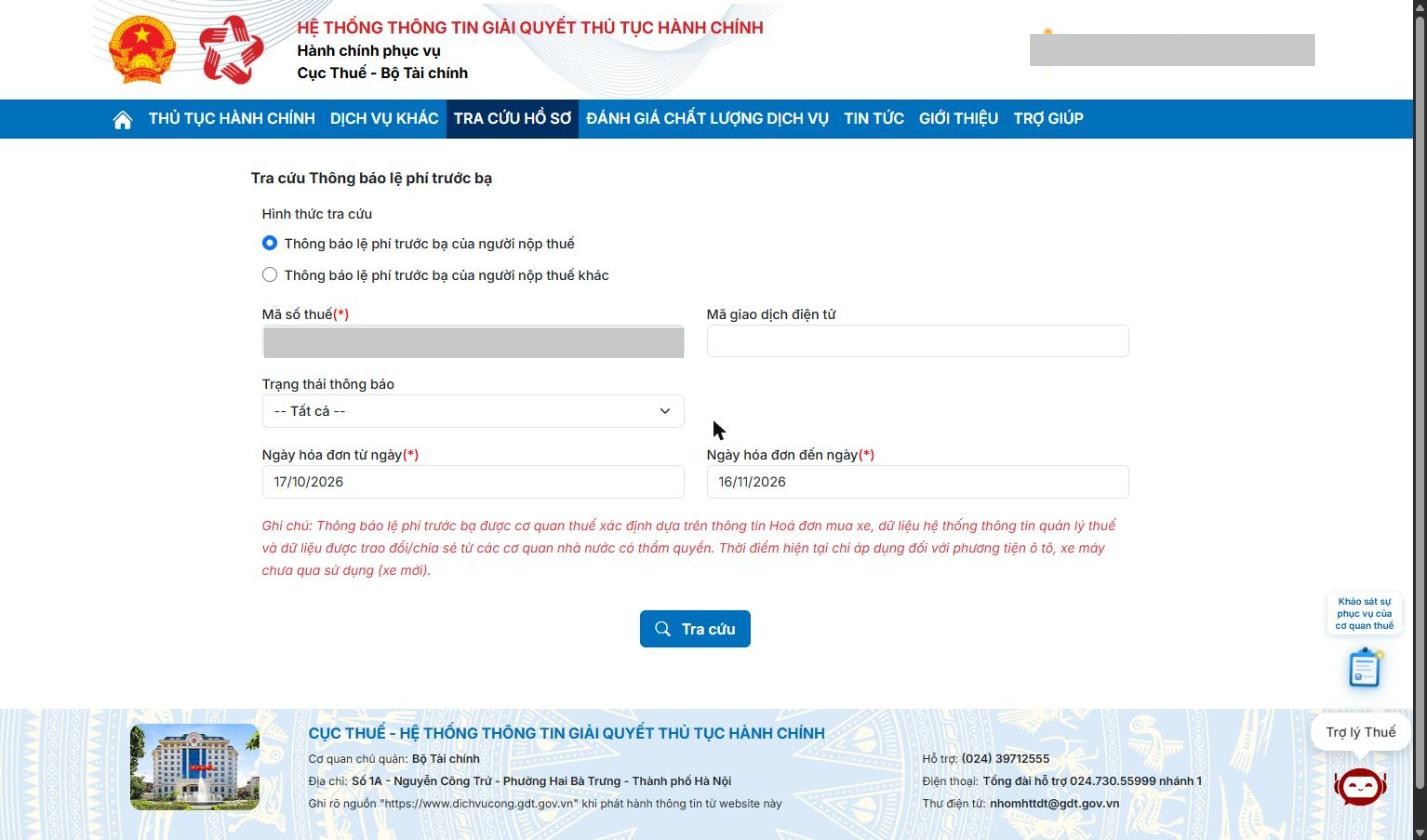 HỆ THỐNG THÔNG TIN GIẢI QUYẾT THỦ TỤC HÀNH CHÍNH
Hành chính phục vụ
Cục Thuế - Bộ Tài chính
THỦ TỤC HÀNH CHÍNH DỊCH VỤ KHÁC TRA CỨU HỒ SƠ ĐÁNH GIÁ CHẤT LƯỢNG DỊCH VỤ TIN TỨC GIỚI THIỆU TRỢ GIÚP
Tra cứu Thông báo lệ phí trước bạ
Hình thức tra cứu
Thông báo lệ phí trước bạ của người nộp thuế
Thông báo lệ phí trước bạ của người nộp thuế khác
Mã số thuế(*)
Mã giao dịch điện tử
Trạng thái thông báo
-- Tất cả --
Ngày hóa đơn từ ngày(*)
Ngày hóa đơn đến ngày(*)
17/10/2026
16/11/2026
Ghi chú: Thông báo lệ phí trước bạ được cơ quan thuế xác định dựa trên thông tin Hoá đơn mua xe, dữ liệu hệ thống thông tin quản lý thuế
và dữ liệu được trao đổi/chia sẻ từ các cơ quan nhà nước có thẩm quyền. Thời điểm hiện tại chỉ áp dụng đối với phương tiện ô tô, xe máy
chưa qua sử dụng (xe mới).
Tra cứu
Khảo sát sự
phục vụ của
cơ quan thuế
Trợ lý Thuế
CỤC THUẾ - HỆ THỐNG THÔNG TIN GIẢI QUYẾT THỦ TỤC HÀNH CHÍNH
Cơ quan chủ quản: Bộ Tài chính
Địa chỉ: Số 1A - Nguyễn Công Trứ - Phường Hai Bà Trưng - Thành phố Hà Nội
Ghi rõ nguồn "https://www.dichvucong.gdt.gov.vn" khi phát hành thông tin từ website này
Hỗ trợ: (024) 39712555
Điện thoại: Tổng đài hỗ trợ 024.730.55999 nhánh 1
Thư điện tử: nhomhttdt@gdt.gov.vn